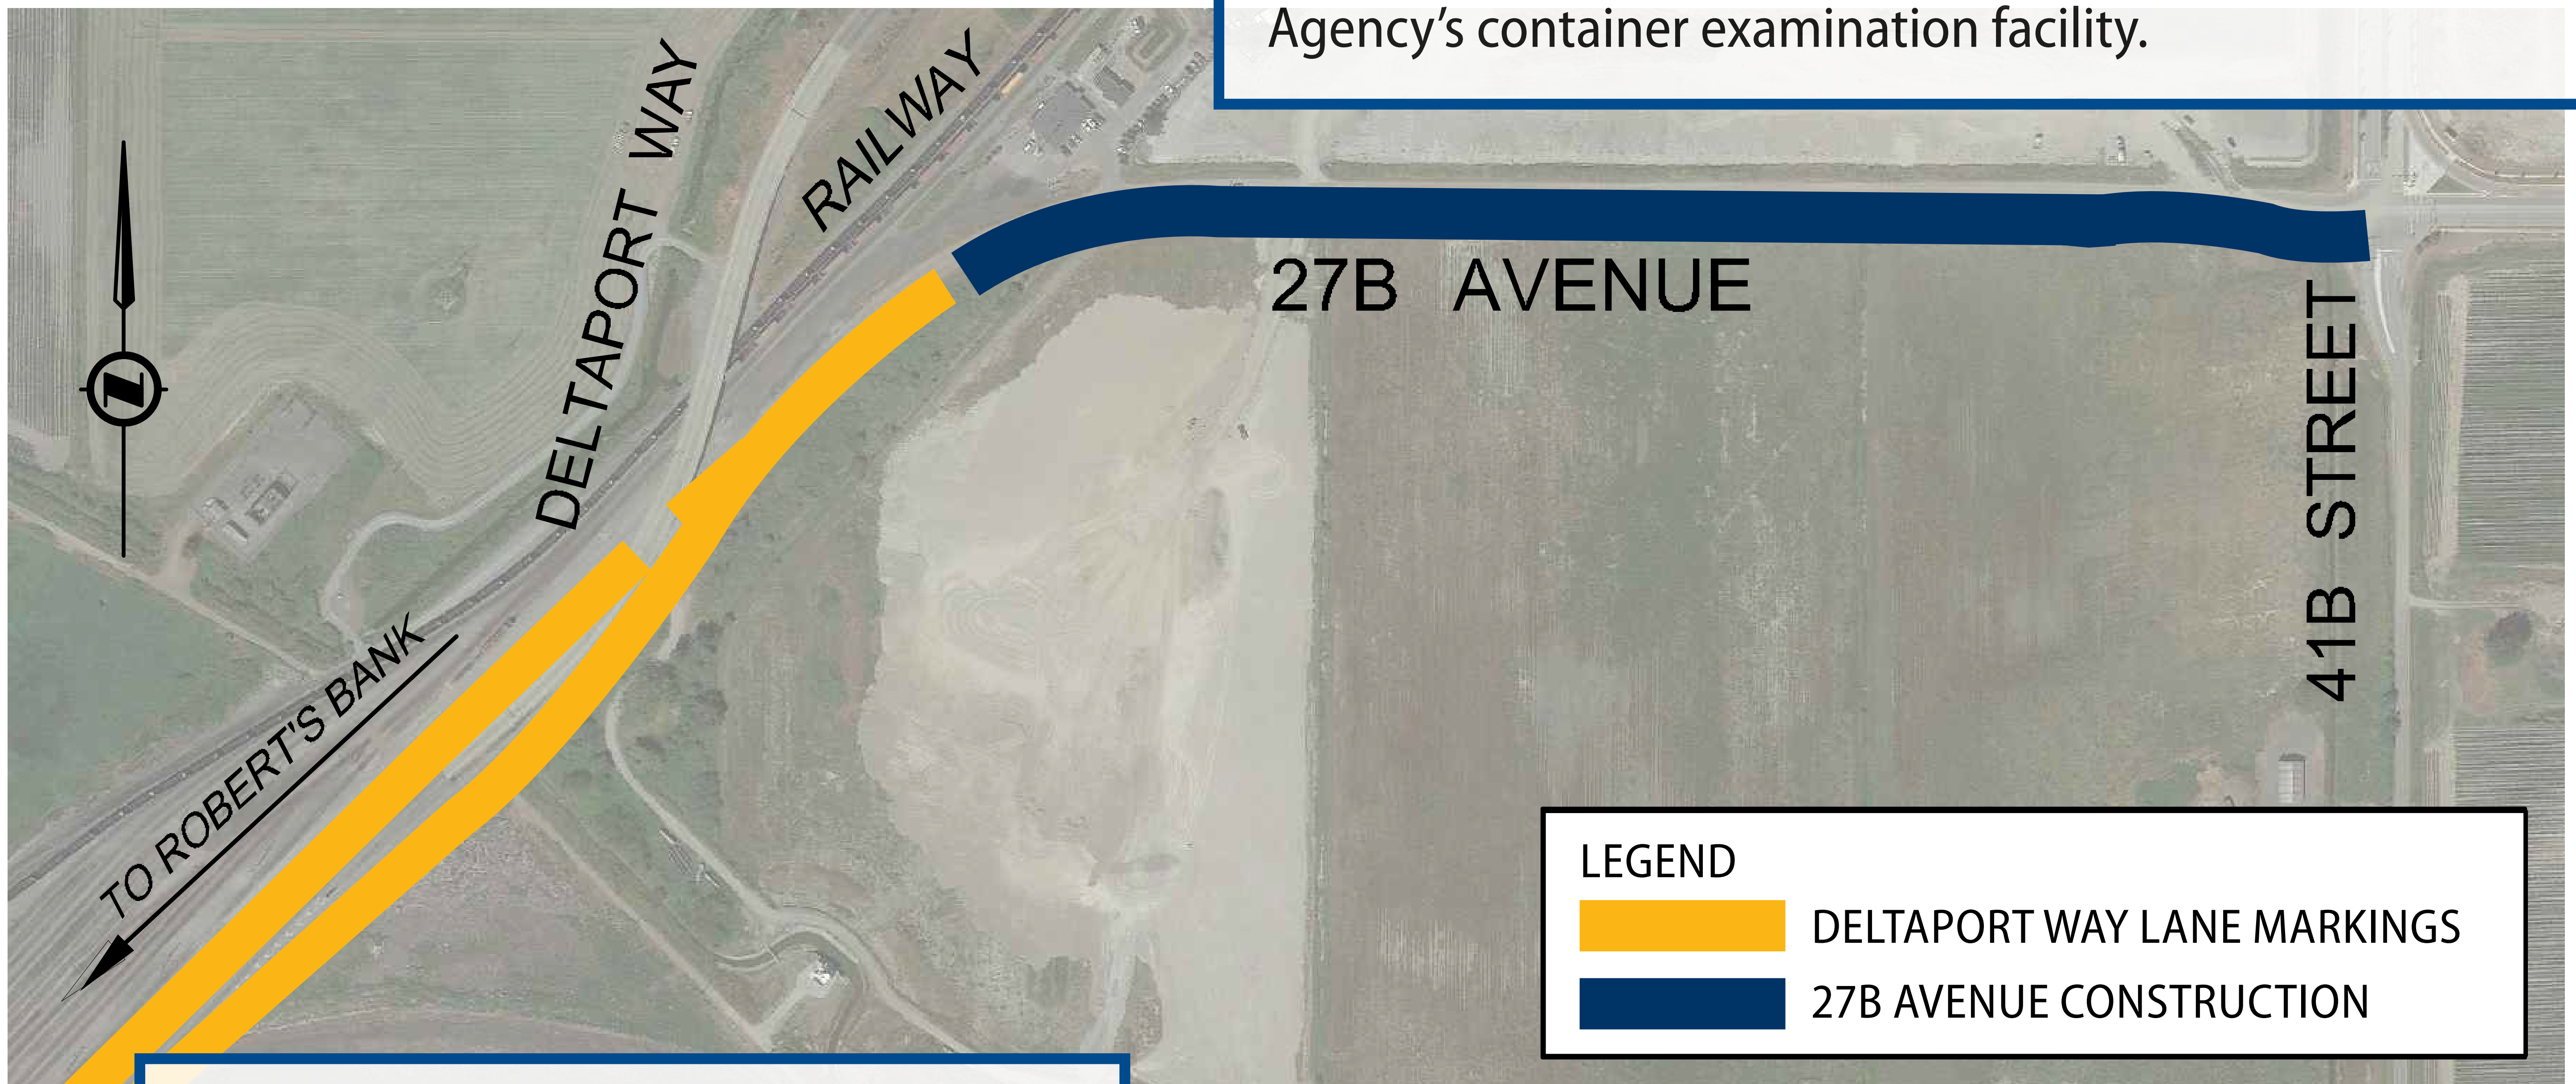 Agency's container examination facility.
DELTAPORT WAY
RAILWAY
27B AVENUE
41B STREET
TO ROBERT'S BANK
LEGEND
DELTAPORT WAY LANE MARKINGS
27B AVENUE CONSTRUCTION